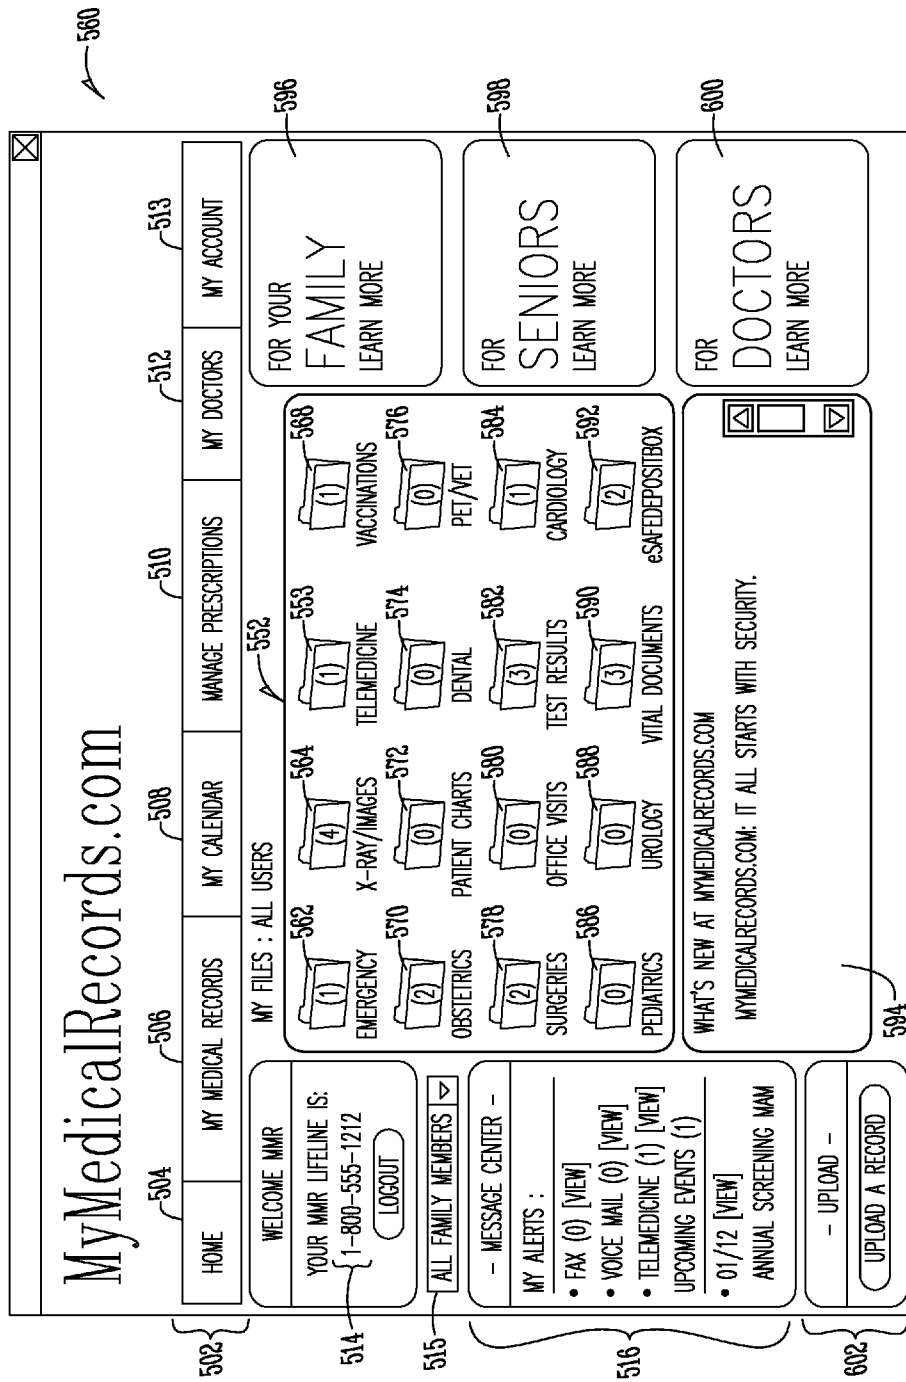 560
MyMedicalRecords.com
504
506
508
510
512
513
502
HOME
MY MEDICAL RECORDS
MY CALENDAR
MANAGE PRESCRIPTIONS
MY DOCTORS
MY ACCOUNT
WELCOME MMR
YOUR MMR LIFELINE IS:
1-800-555-1212
LOGOUT
514
515
ALL FAMILY MEMBERS
- MESSAGE CENTER -
MY ALERTS :
• FAX (0) [VIEW]
• VOICE MAIL (0) [VIEW]
• TELEMEDICINE (1) [VIEW]
UPCOMING EVENTS (1)
• 01/12 [VIEW]
ANNUAL SCREENING MAM
516
- UPLOAD -
UPLOAD A RECORD
602
MY FILES : ALL USERS
552
562
564
553
568
(1)
(4)
(1)
(1)
EMERGENCY
X-RAY/IMAGES
TELEMEDICINE
VACCINATIONS
570
572
574
576
(2)
(0)
(0)
(0)
OBSTETRICS
PATIENT CHARTS
DENTAL
PET/VET
578
580
582
584
(2)
(0)
(3)
(1)
SURGERIES
OFFICE VISITS
TEST RESULTS
CARDIOLOGY
586
588
590
592
(0)
(0)
(3)
(2)
PEDIATRICS
UROLOGY
VITAL DOCUMENTS
eSAFEDEPOSITBOX
WHAT'S NEW AT MYMEDICALRECORDS.COM
MYMEDICALRECORDS.COM: IT ALL STARTS WITH SECURITY.
594
FOR YOUR
FAMILY
LEARN MORE
596
FOR
SENIORS
LEARN MORE
598
FOR
DOCTORS
LEARN MORE
600